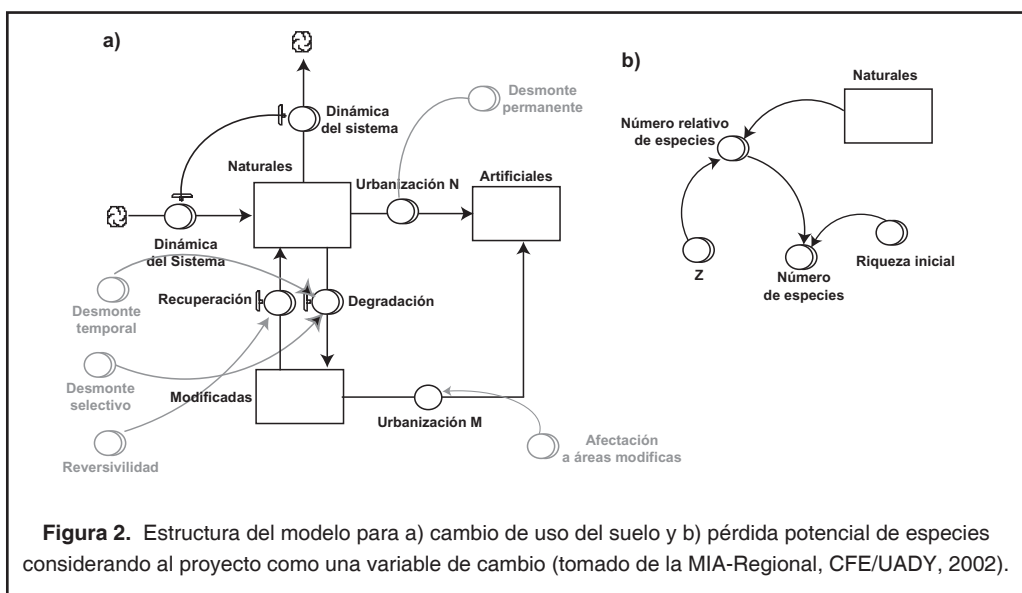 a)
Dinámica
del sistema
Desmonte
permanente
Naturales
Urbanización N
Artificiales
Dinámica
del Sistema
Desmonte
temporal
Recuperación
Degradación
Desmonte
selectivo
Modificadas
Urbanización M
Reversivilidad
Afectación
a áreas modificas
b)
Naturales
Número relativo
de especies
Z
Número
de especies
Riqueza inicial
Figura 2. Estructura del modelo para a) cambio de uso del suelo y b) pérdida potencial de especies
considerando al proyecto como una variable de cambio (tomado de la MIA-Regional, CFE/UADY, 2002).